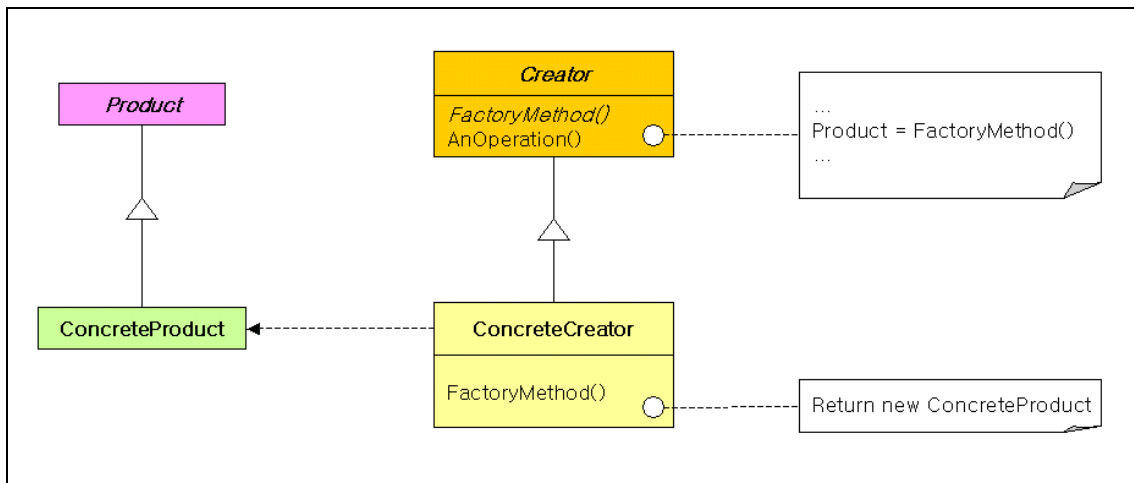 Product
Creator
FactoryMethod()
AnOperation()
...
Product = FactoryMethod()
...
ConcreteProduct
ConcreteCreator
FactoryMethod()
Return new ConcreteProduct